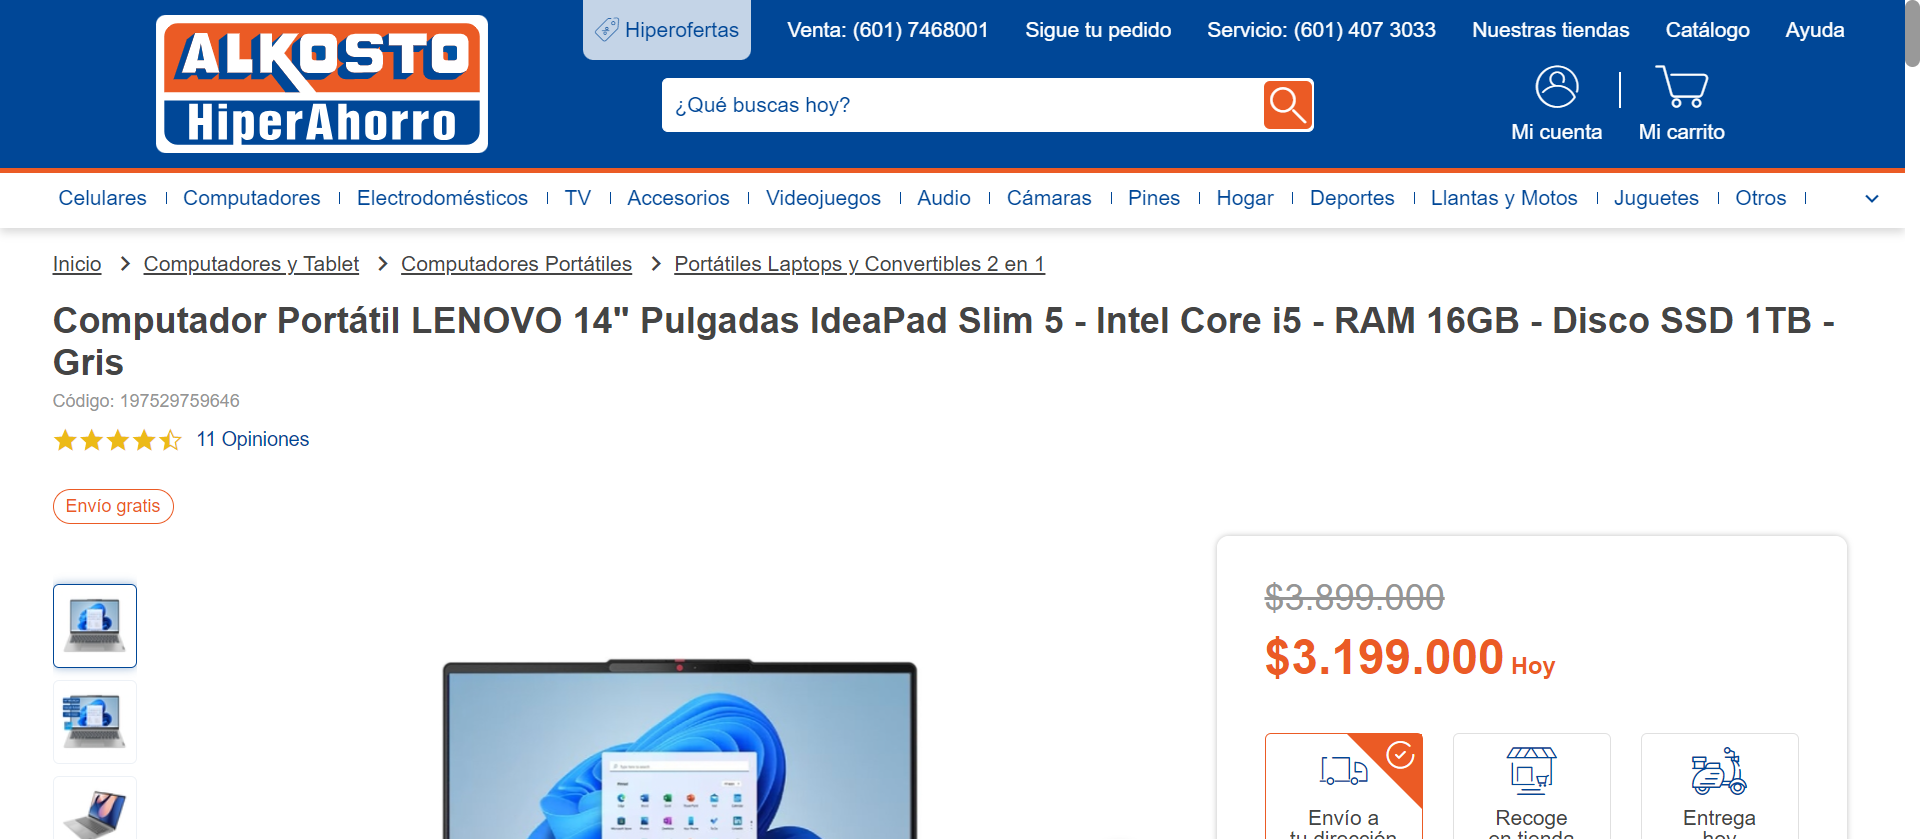 ALKOSTO
HiperAhorro
Hiperofertas
Venta: (601) 7468001
Sigue tu pedido
Servicio: (601) 407 3033
Nuestras tiendas
Catálogo
Ayuda
¿Qué buscas hoy?
Mi cuenta
Mi carrito
Celulares
Computadores
Electrodomésticos
TV
Accesorios
Videojuegos
Audio
Cámaras
Pines
Hogar
Deportes
Llantas y Motos
Juguetes
Otros
Inicio
Computadores y Tablet
Computadores Portátiles
Portátiles Laptops y Convertibles 2 en 1
Computador Portátil LENOVO 14" Pulgadas IdeaPad Slim 5 - Intel Core i5 - RAM 16GB - Disco SSD 1TB -
Gris
Código: 197529759646
11 Opiniones
Envío gratis
$3.899.000
$3.199.000 Hoy
Envío a
tu dirección
Recoge
en tienda
Entrega
hoy